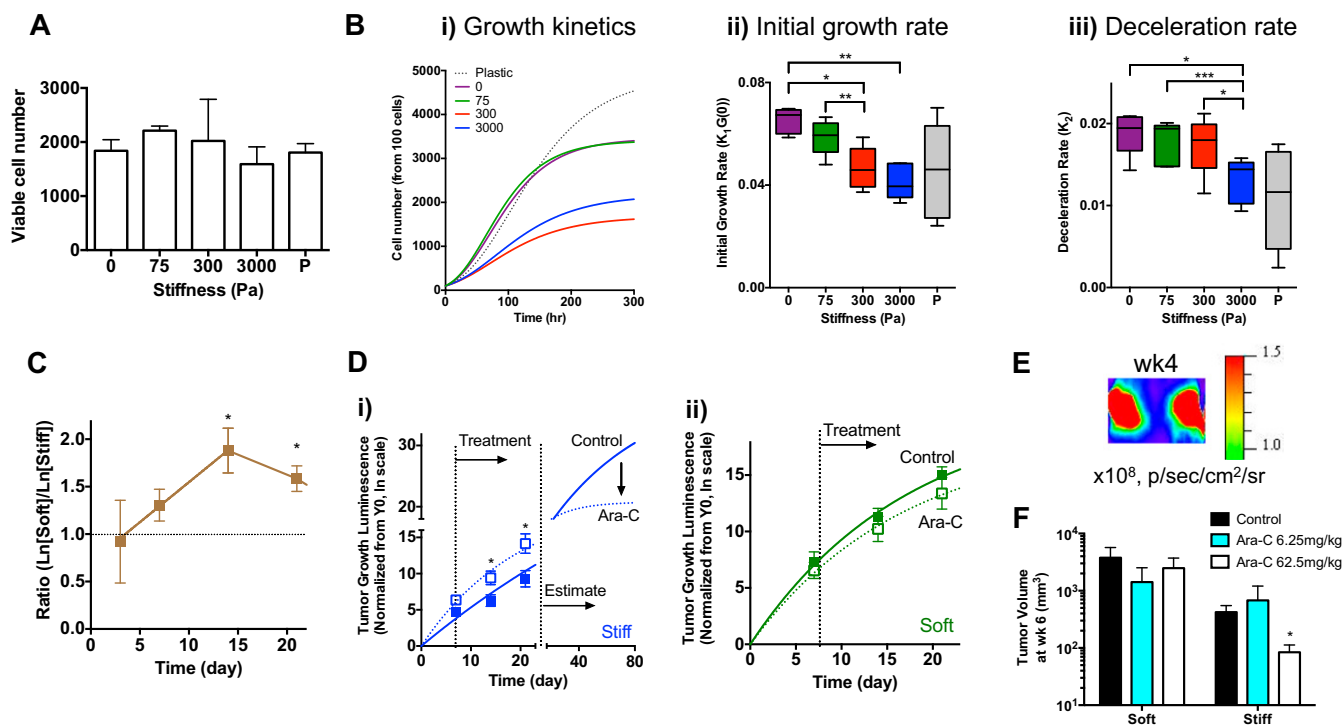 A
Viable cell number
3000
2000
1000
0
0 75 300 3000 P
Stiffness (Pa)
B
i) Growth kinetics
Plastic
0
75
300
3000
Cell number (from 100 cells)
5000
4000
3000
2000
1000
0
0 100 200 300
Time (hr)
ii) Initial growth rate
**
*
**
Initial Growth Rate (K1G(0))
0.08
0.04
0.00
0 75 300 3000 P
Stiffness (Pa)
iii) Deceleration rate
*
***
*
Deceleration Rate (K2)
0.02
0.01
0.00
0 75 300 3000 P
Stiffness (Pa)
C
Ratio (Ln[Soft]/Ln[Stiff])
2.0
1.5
1.0
0.5
0.0
* *
0 5 10 15 20
Time (day)
D
i)
Tumor Growth Luminescence
(Normalized from Y0, ln scale)
30
20
15
10
5
0
Treatment
Control
Ara-C
* *
Estimate
Stiff
0 10 20 40 80
Time (day)
ii)
Tumor Growth Luminescence
(Normalized from Y0, ln scale)
20
15
10
5
0
Treatment
Control
Ara-C
Soft
0 5 10 15 20
Time (day)
E
wk4
1.5
1.0
x10⁸, p/sec/cm²/sr
F
Control
Ara-C 6.25mg/kg
Ara-C 62.5mg/kg
Tumor Volume
at wk 6 (mm³)
10⁴
10³
10²
10¹
*
Soft Stiff